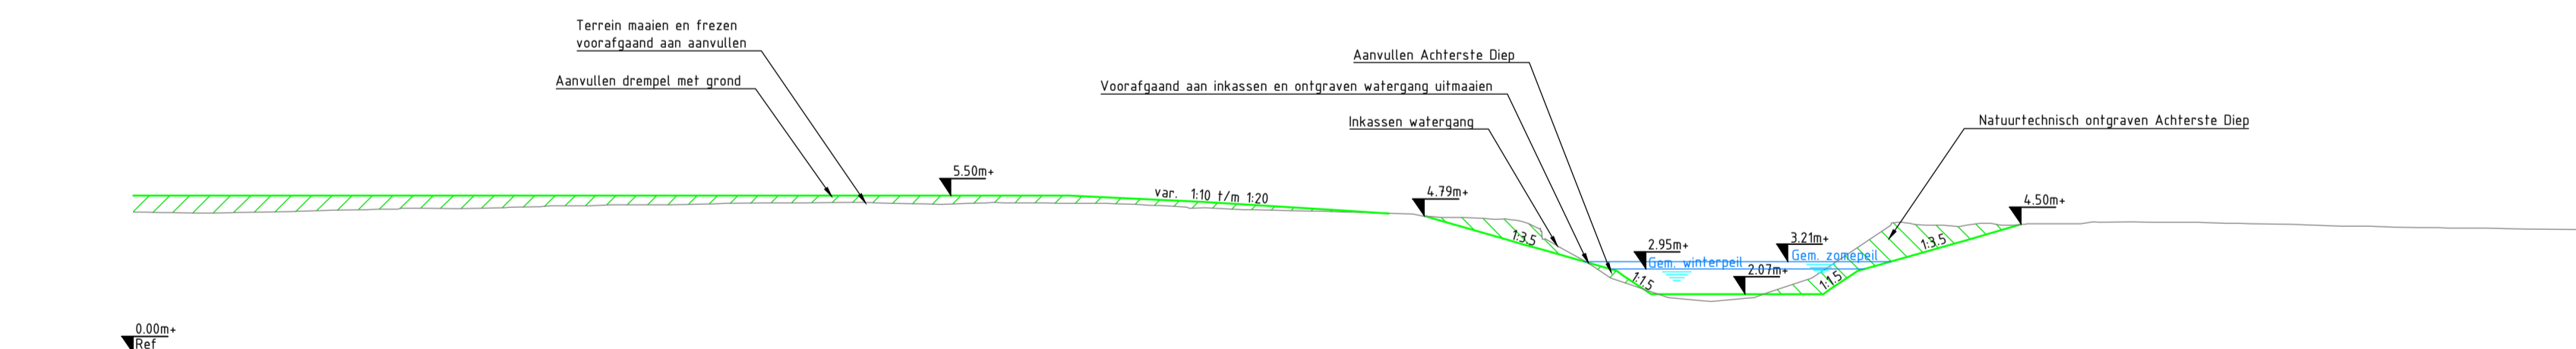 Terrein maaien en frezen
voorafgaand aan aanvullen
Aanvullen drempel met grond
Aanvullen Achterste Diep
Voorafgaand aan inkassen en ontgraven watergang uitmaaien
Inkassen watergang
Natuurtechnisch ontgraven Achterste Diep
5.50m+
var. 1:10 t/m 1:20
4.79m+
4.50m+
1:3.5
1:3.5
2.95m+
3.21m+
Gem. winterpeil
Gem. zomepeil
2.07m+
1:1.5
1:1.5
0.00m+
Ref